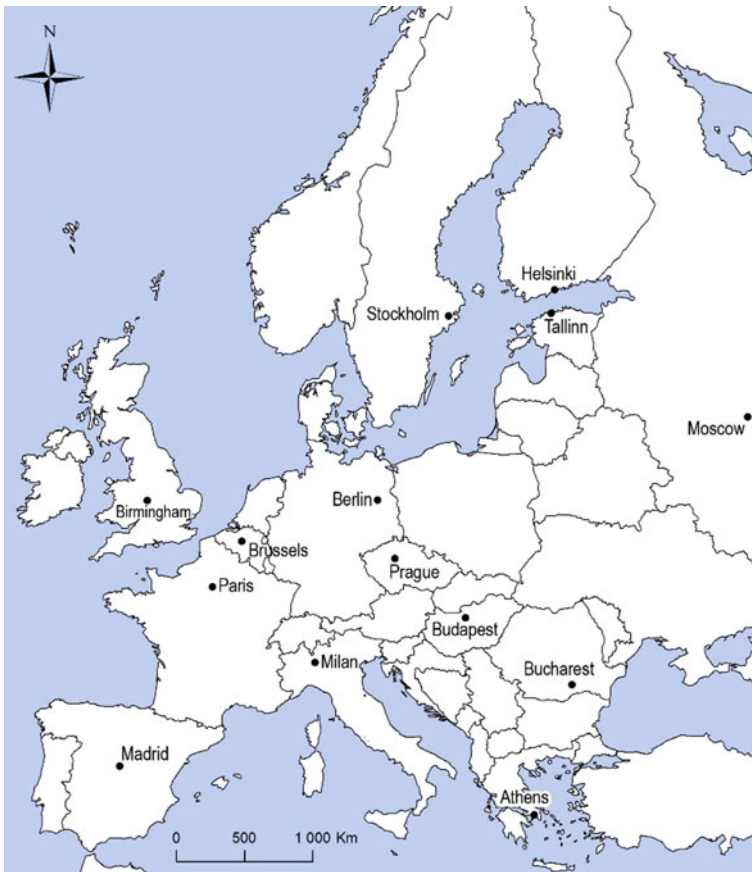 N
Helsinki
Stockholm
Tallinn
Moscow
Berlin
Birmingham
Brussels
Prague
Paris
Budapest
Milan
Bucharest
Madrid
Athens
0 500 1 000 Km